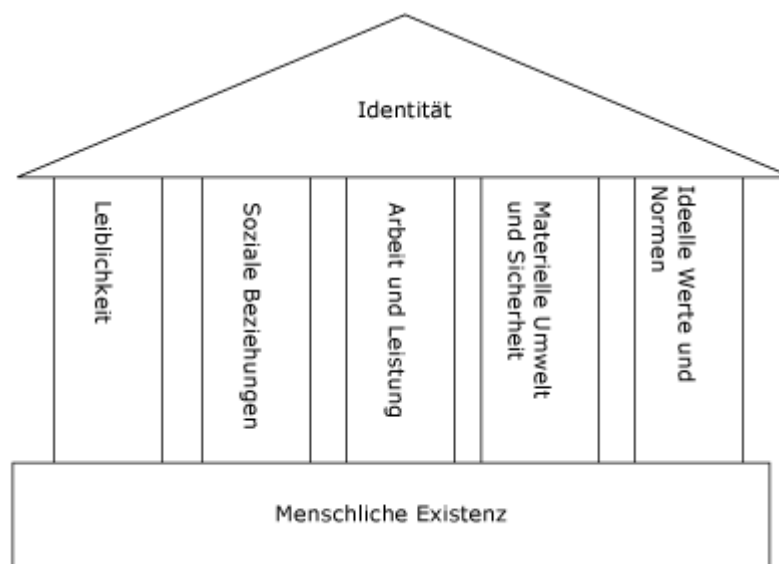 Identität
Leiblichkeit
Soziale Beziehungen
Arbeit und Leistung
Materielle Umwelt
und Sicherheit
Ideelle Werte und
Normen
Menschliche Existenz